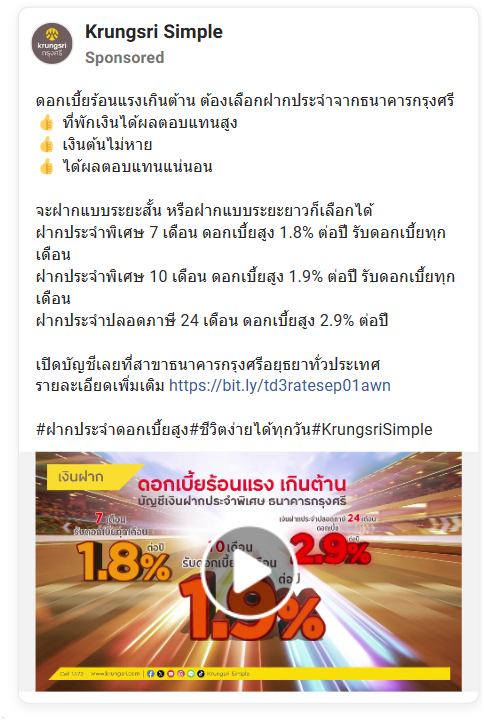 krungsri
กรุงศรี
Krungsri Simple
Sponsored
ดอกเบี้ยร้อนแรงเกินต้าน ต้องเลือกฝากประจำจากธนาคารกรุงศรี
👍 ที่พักเงินได้ผลตอบแทนสูง
👍 เงินต้นไม่หาย
👍 ได้ผลตอบแทนแน่นอน
จะฝากแบบระยะสั้น หรือฝากแบบระยะยาวก็เลือกได้
ฝากประจำพิเศษ 7 เดือน ดอกเบี้ยสูง 1.8% ต่อปี รับดอกเบี้ยทุก
เดือน
ฝากประจำพิเศษ 10 เดือน ดอกเบี้ยสูง 1.9% ต่อปี รับดอกเบี้ยทุก
เดือน
ฝากประจำปลอดภาษี 24 เดือน ดอกเบี้ยสูง 2.9% ต่อปี
เปิดบัญชีเลยที่สาขาธนาคารกรุงศรีอยุธยาทั่วประเทศ
รายละเอียดเพิ่มเติม https://bit.ly/td3ratesep01awn
#ฝากประจำดอกเบี้ยสูง#ชีวิตง่ายได้ทุกวัน#KrungsriSimple
เงินฝาก
ดอกเบี้ยร้อนแรง เกินต้าน
บัญชีเงินฝากประจำพิเศษ ธนาคารกรุงศรี
7 เดือน
รับดอกเบี้ยทุกเดือน
1.8% ต่อปี
10 เดือน
รับดอกเบี้ยทุกเดือน
1.9% ต่อปี
เงินฝากประจำปลอดภาษี 24 เดือน
ดอกเบี้ย
2.9% ต่อปี
Call 1572 www.krungsri.com Krungsri Simple